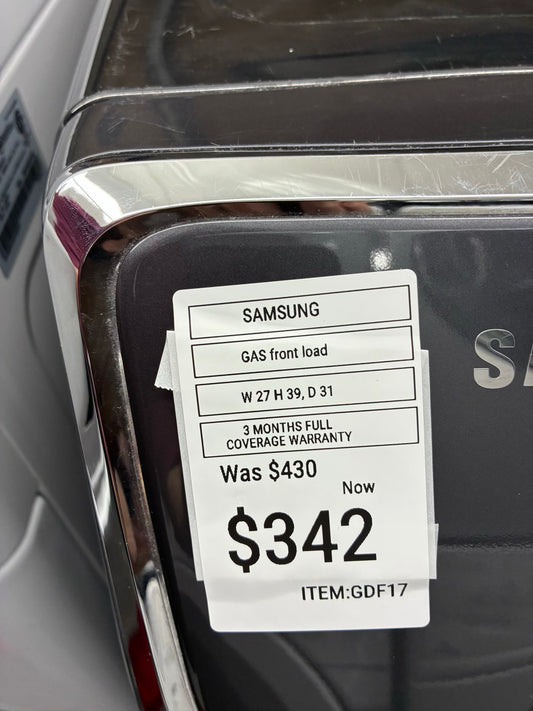 SAMSUNG
GAS front load
W 27 H 39, D 31
3 MONTHS FULL
COVERAGE WARRANTY
Was $430
Now
$342
ITEM:GDF17